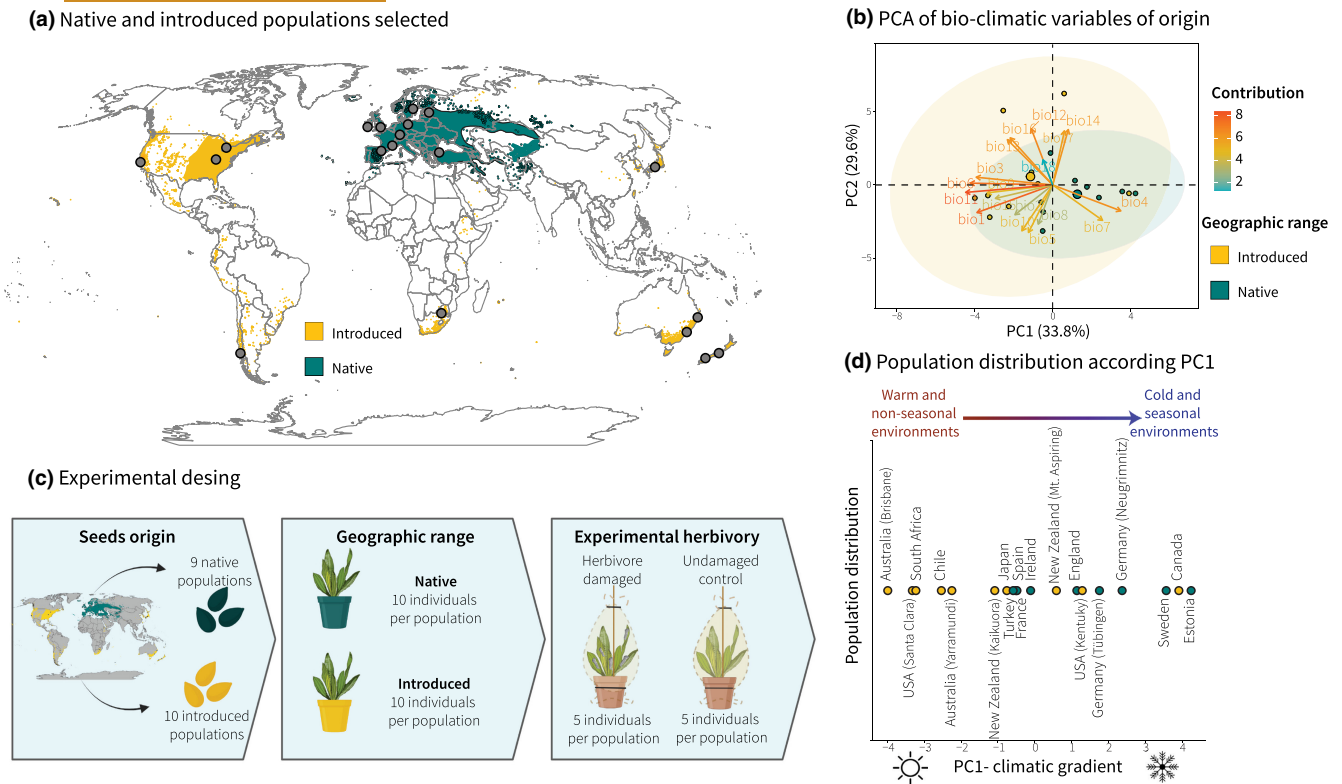 (a) Native and introduced populations selected
Introduced
Native
(b) PCA of bio-climatic variables of origin
PC2 (29.6%)
5
0
−5
bio12
bio14
bio3
bio11
bio1
bio8
bio5
bio4
bio7
−8
−4
0
4
PC1 (33.8%)
Contribution
8
6
4
2
Geographic range
Introduced
Native
(c) Experimental desing
Seeds origin
9 native
populations
10 introduced
populations
Geographic range
Native
10 individuals
per population
Introduced
10 individuals
per population
Experimental herbivory
Herbivore
damaged
Undamaged
control
5 individuals
per population
5 individuals
per population
(d) Population distribution according PC1
Warm and
non-seasonal
environments
Cold and
seasonal
environments
Population distribution
Australia (Brisbane)
USA (Santa Clara)
South Africa
Chile
Australia (Yarramundi)
New Zealand (Kaikuora)
Japan
Turkey
Spain
France
Ireland
New Zealand (Mt. Aspiring)
England
USA (Kentuky)
Germany (Tübingen)
Germany (Neugrimnitz)
Sweden
Canada
Estonia
−4
−3
−2
−1
0
1
2
3
4
PC1- climatic gradient